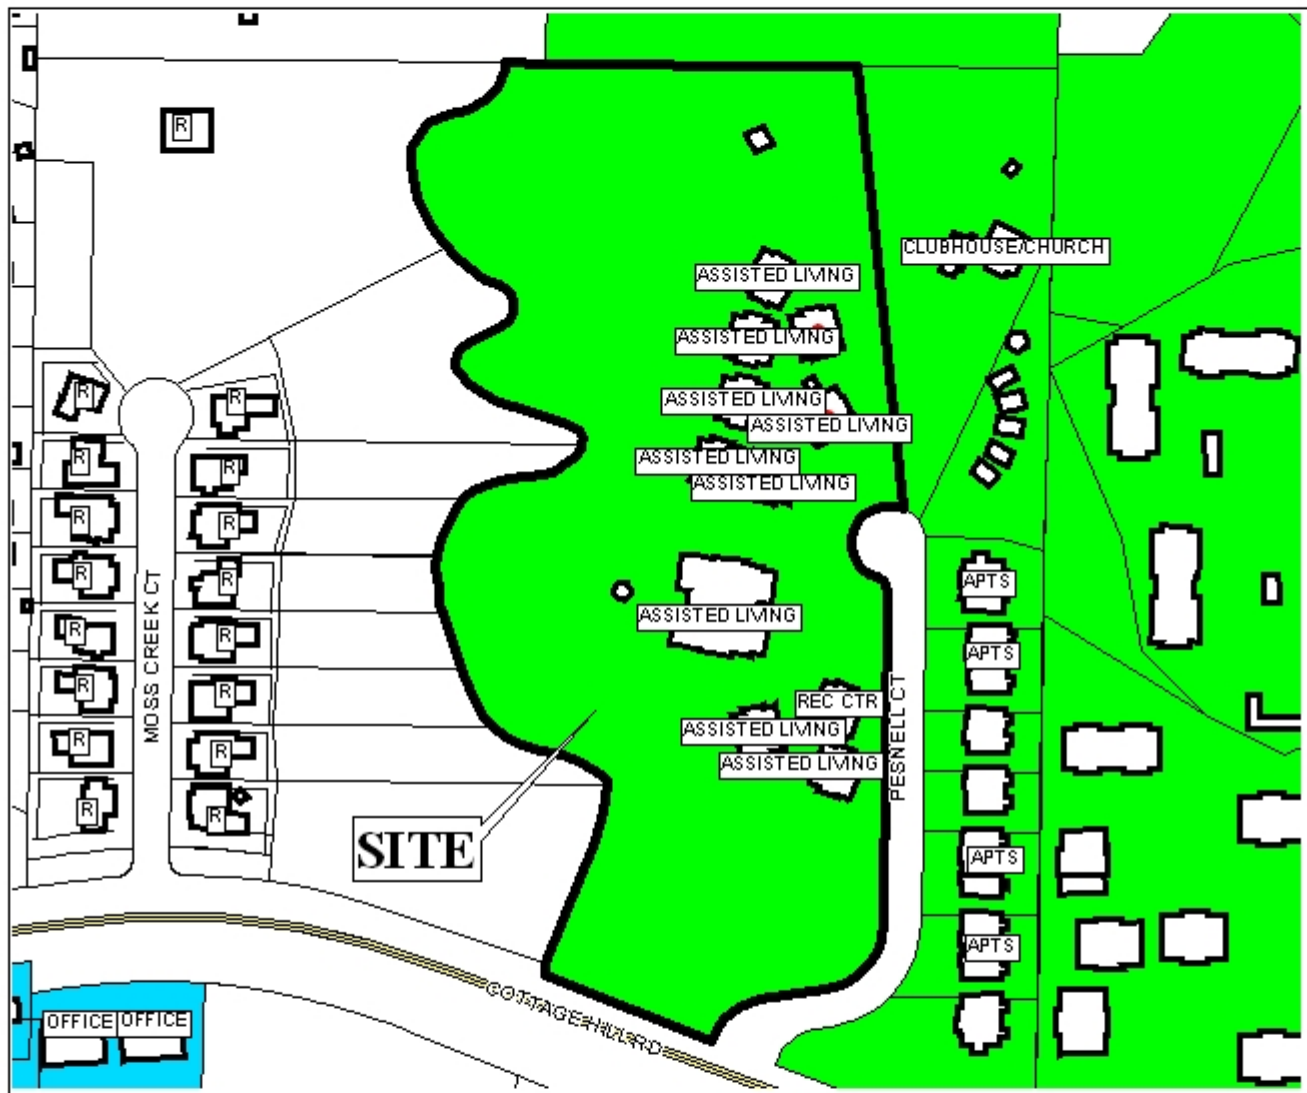 R
CLUBHOUSE/CHURCH
ASSISTED LIVING
ASSISTED LIVING
R
R
ASSISTED LIVING
ASSISTED LIVING
R
R
ASSISTED LIVING
ASSISTED LIVING
R
R
R
R
APTS
ASSISTED LIVING
R
R
APTS
MOSS CREEK CT
R
R
REC CTR
PESNELL CT
ASSISTED LIVING
R
R
ASSISTED LIVING
R
R
SITE
APTS
APTS
COTTAGE HILL RD
OFFICE
OFFICE